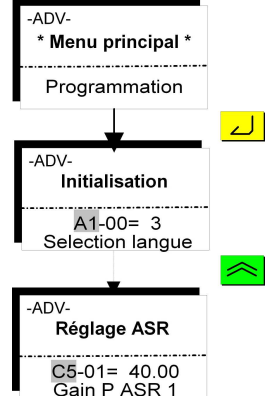 -ADV-
* Menu principal *
Programmation
-ADV-
Initialisation
A1-00= 3
Selection langue
-ADV-
Réglage ASR
C5-01= 40.00
Gain P ASR 1